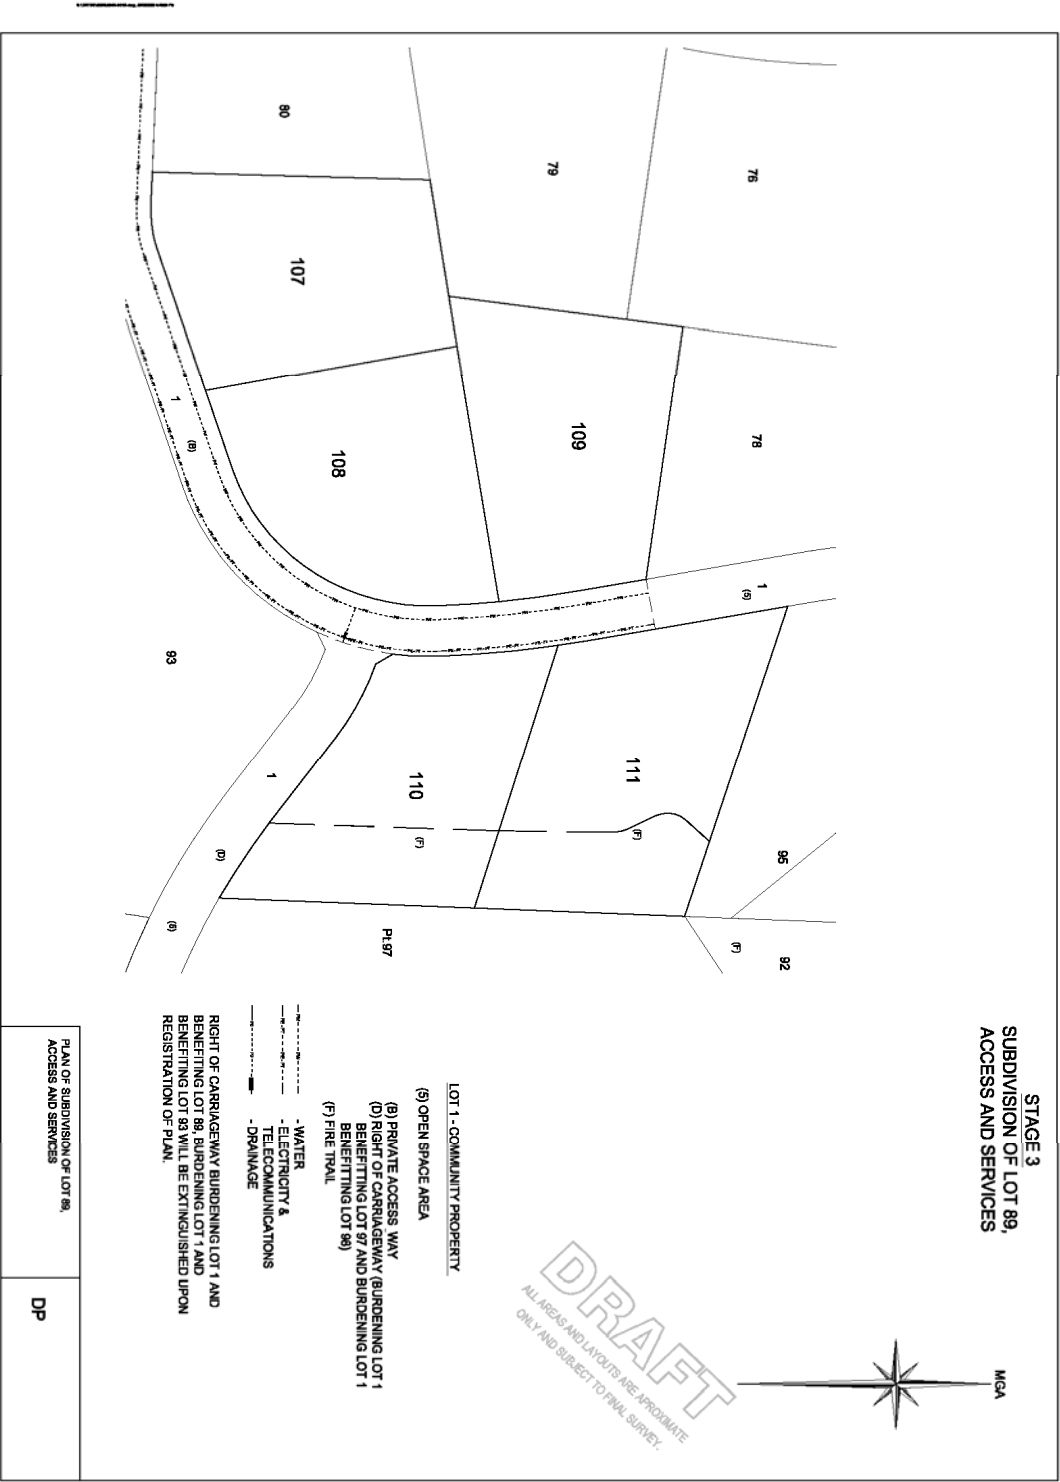 STAGE 3
SUBDIVISION OF LOT 89,
ACCESS AND SERVICES
MGA
76
79
80
78
107
109
108
1
(B)
1
(5)
93
111
110
1
(F)
(F)
95
(D)
(5)
Pt.97
(F)
92
LOT 1 - COMMUNITY PROPERTY
(5) OPEN SPACE AREA
(B) PRIVATE ACCESS WAY
(D) RIGHT OF CARRIAGEWAY (BURDENING LOT 1
BENEFITTING LOT 97 AND BURDENING LOT 1
BENEFITTING LOT 98)
(F) FIRE TRAIL
- WATER
- ELECTRICITY &
TELECOMMUNICATIONS
- DRAINAGE
RIGHT OF CARRIAGEWAY BURDENING LOT 1 AND
BENEFITING LOT 89, BURDENING LOT 1 AND
BENEFITING LOT 93 WILL BE EXTINGUISHED UPON
REGISTRATION OF PLAN.
DRAFT
ALL AREAS AND LAYOUTS ARE APROXIMATE
ONLY AND SUBJECT TO FINAL SURVEY.
PLAN OF SUBDIVISION OF LOT 89,
ACCESS AND SERVICES
DP